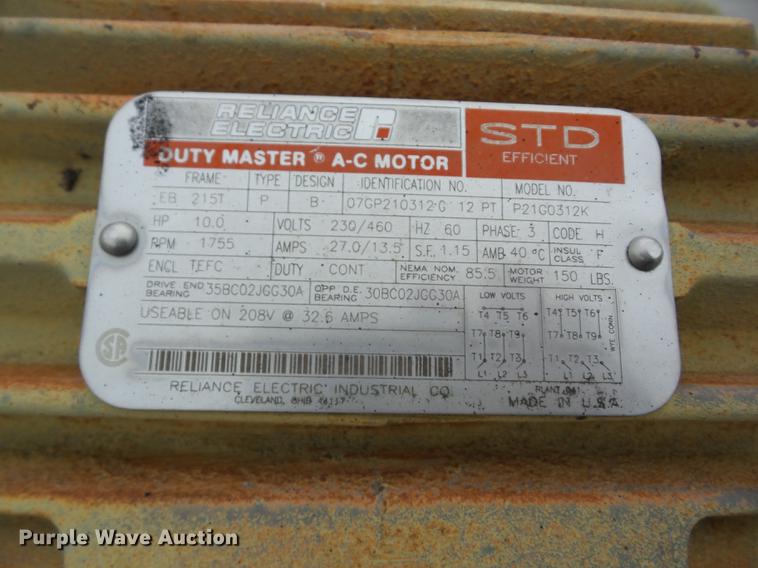 RELIANCE
ELECTRIC
STD
EFFICIENT
DUTY MASTER ® A-C MOTOR
FRAME TYPE DESIGN IDENTIFICATION NO. MODEL NO.
EB 215T P B 07GP210312 G 12 PT P21G0312K
HP 10.0 VOLTS 230/460 HZ 60 PHASE 3 CODE H
RPM 1755 AMPS 27.0/13.5 S.F. 1.15 AMB 40 °C INSUL CLASS F
ENCL TEFC DUTY CONT NEMA NOM. EFFICIENCY 85.5 MOTOR WEIGHT 150 LBS.
DRIVE END BEARING 35BC02JGG30A OPP D.E. BEARING 30BC02JGG30A
LOW VOLTS HIGH VOLTS
USEABLE ON 208V @ 32.6 AMPS
T4 T5 T6 T4 T5 T6
T7 T8 T9 T7 T8 T9
T1 T2 T3 T1 T2 T3
L1 L2 L3 L1 L2 L3
WYE CONN.
SA
RELIANCE ELECTRIC INDUSTRIAL CO.
CLEVELAND, OHIO 44117
PLANT
MADE IN U.S.A.
Purple Wave Auction